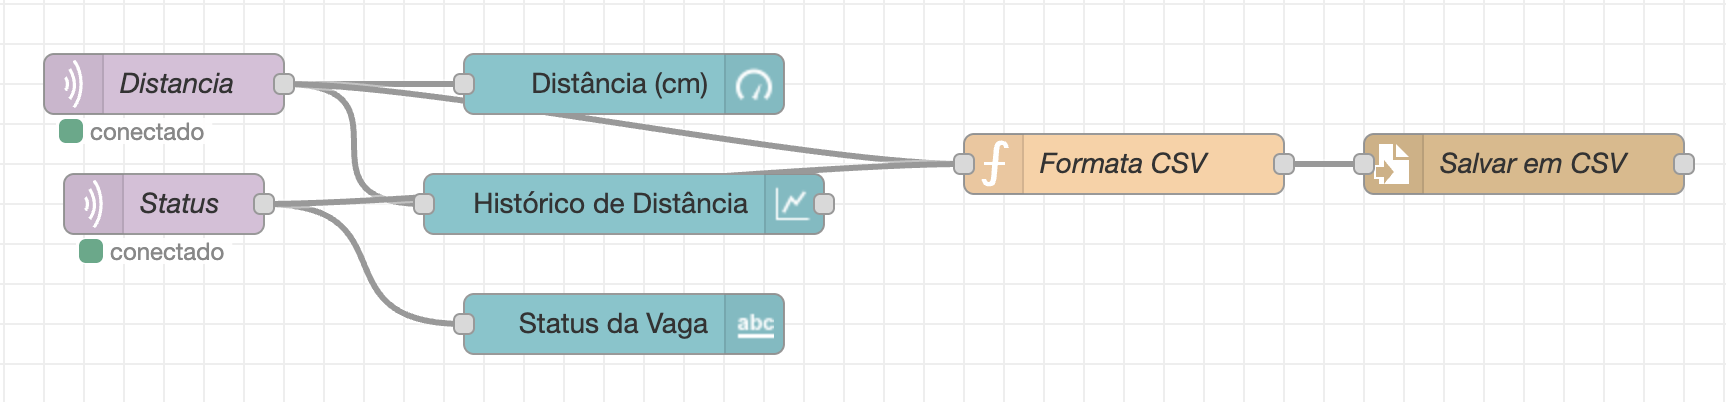 Distancia
conectado
Distância (cm)
Status
conectado
Histórico de Distância
Status da Vaga
abc
Formata CSV
Salvar em CSV